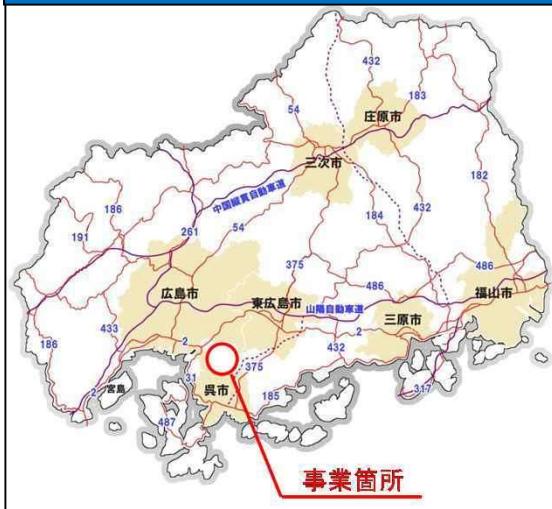 432
183
54
庄原市
三次市
182
中国縦貫自動車道
186
261
54
184
432
191
375
486
486
広島市
東広島市
山陽自動車道
福山市
433
三原市
186
2
2
432
31
375
317
2
宮島
呉市
185
487
事業箇所